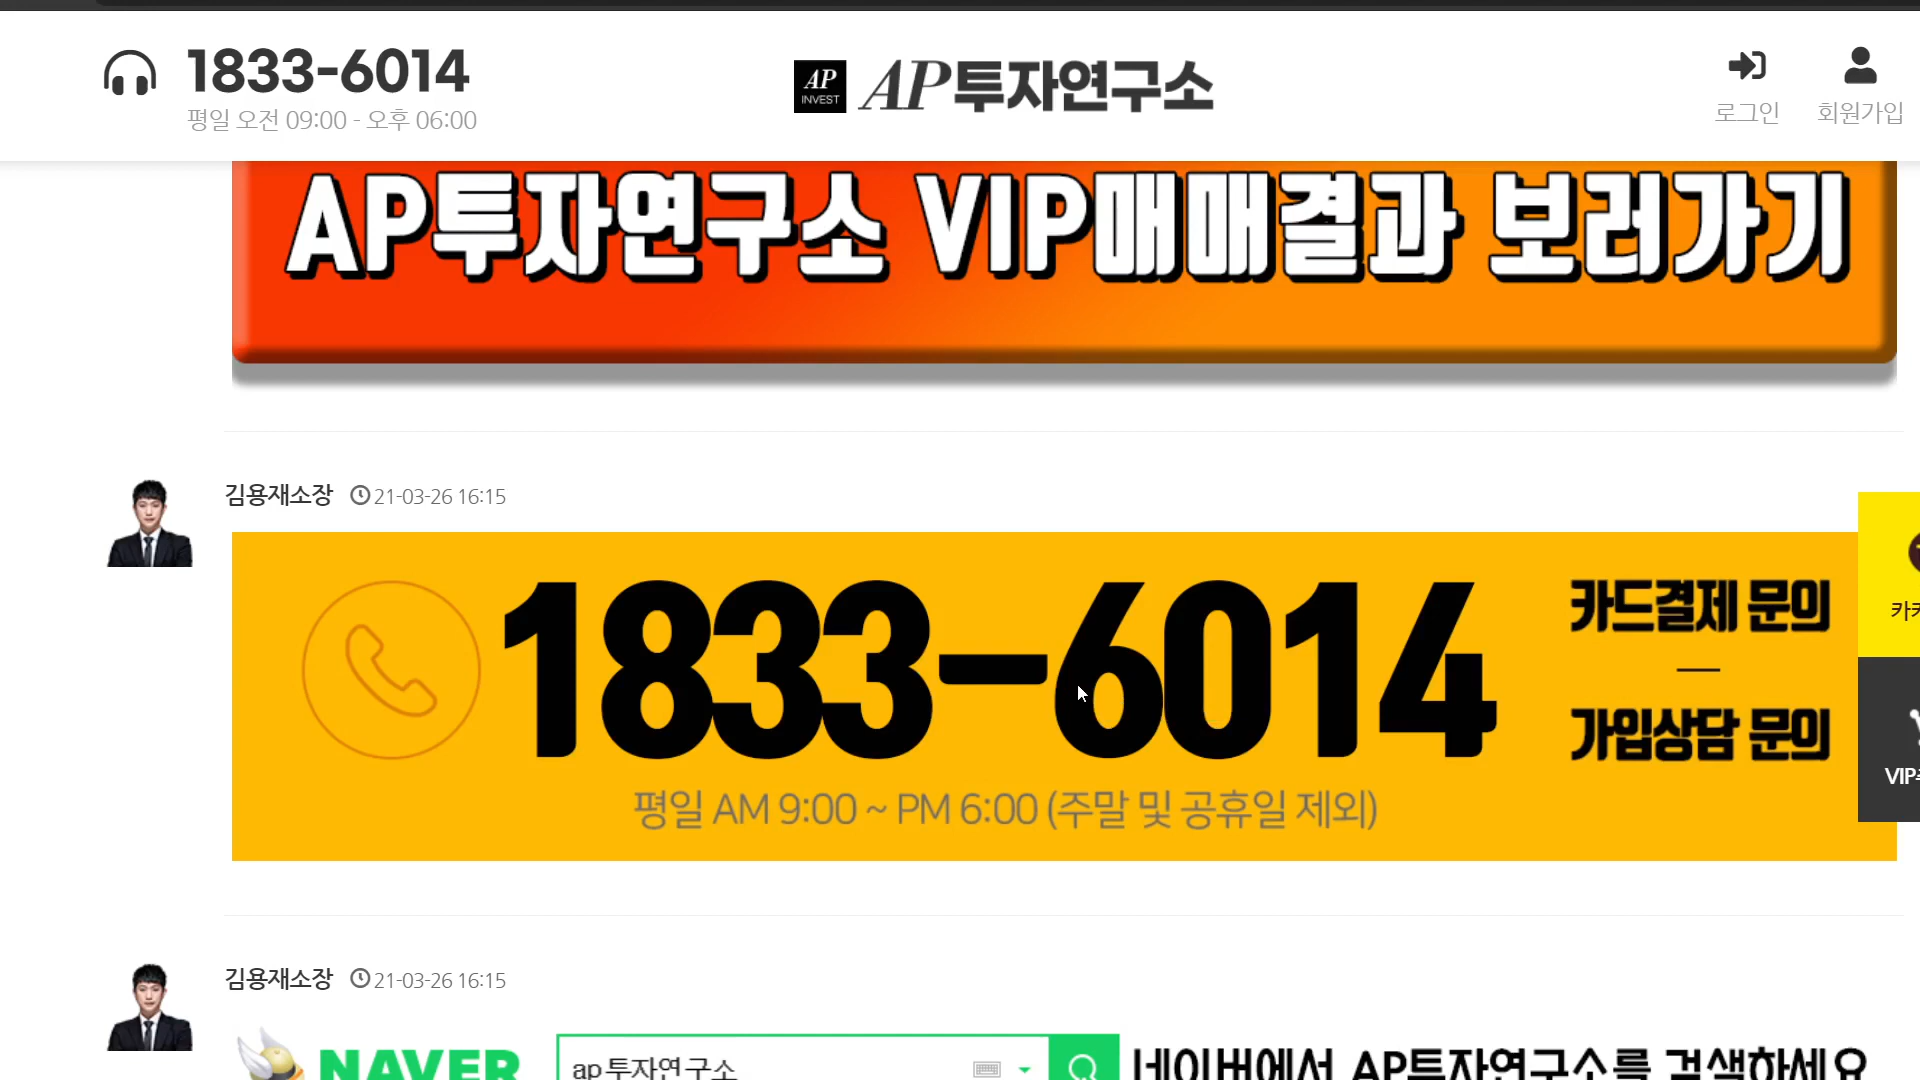 1833-6014
평일 오전 09:00 - 오후 06:00
AP
INVEST
AP투자연구소
로그인
회원가입
AP투자연구소 VIP매매결과 보러가기
김용재소장 21-03-26 16:15
1833-6014
카드결제 문의
가입상담 문의
평일 AM 9:00 ~ PM 6:00 (주말 및 공휴일 제외)
VIP
김용재소장 21-03-26 16:15
NAVER
ap투자연구소
네이버에서 AP투자연구소를 검색하세요